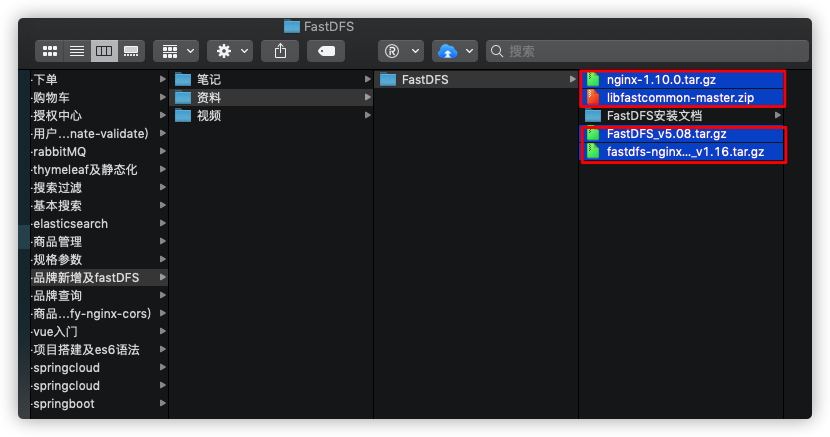 FastDFS
搜索
·下单
·购物车
·授权中心
·用户…nate-validate)
·rabbitMQ
·thymeleaf及静态化
·搜索过滤
·基本搜索
·elasticsearch
·商品管理
·规格参数
·品牌新增及fastDFS
·品牌查询
·商品…fy-nginx-cors)
·vue入门
·项目搭建及es6语法
·springcloud
·springcloud
·springboot
笔记
资料
视频
FastDFS
nginx-1.10.0.tar.gz
libfastcommon-master.zip
FastDFS安装文档
FastDFS_v5.08.tar.gz
fastdfs-nginx…_v1.16.tar.gz